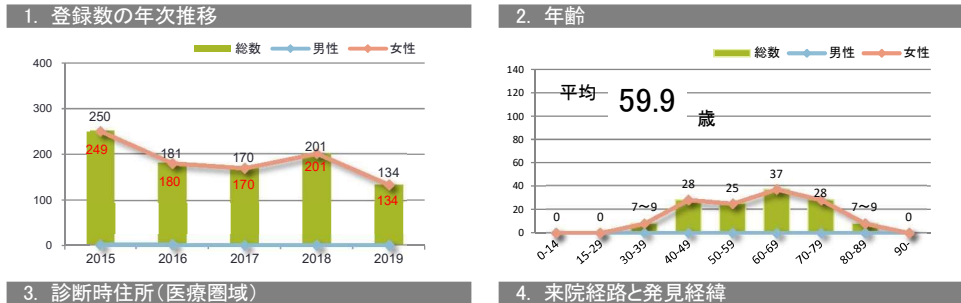 1. 登録数の年次推移
総数 男性 女性
400
300
200
100
0
250
181
170
201
134
249
180
170
201
134
2015 2016 2017 2018 2019
2. 年齢
総数 男性 女性
140
120
100
80
60
40
20
0
平均 59.9 歳
0 0 7～9 28 25 37 28 7～9 0
0-14 15-29 30-39 40-49 50-59 60-69 70-79 80-89 90-
3. 診断時住所（医療圏域）
4. 来院経路と発見経緯